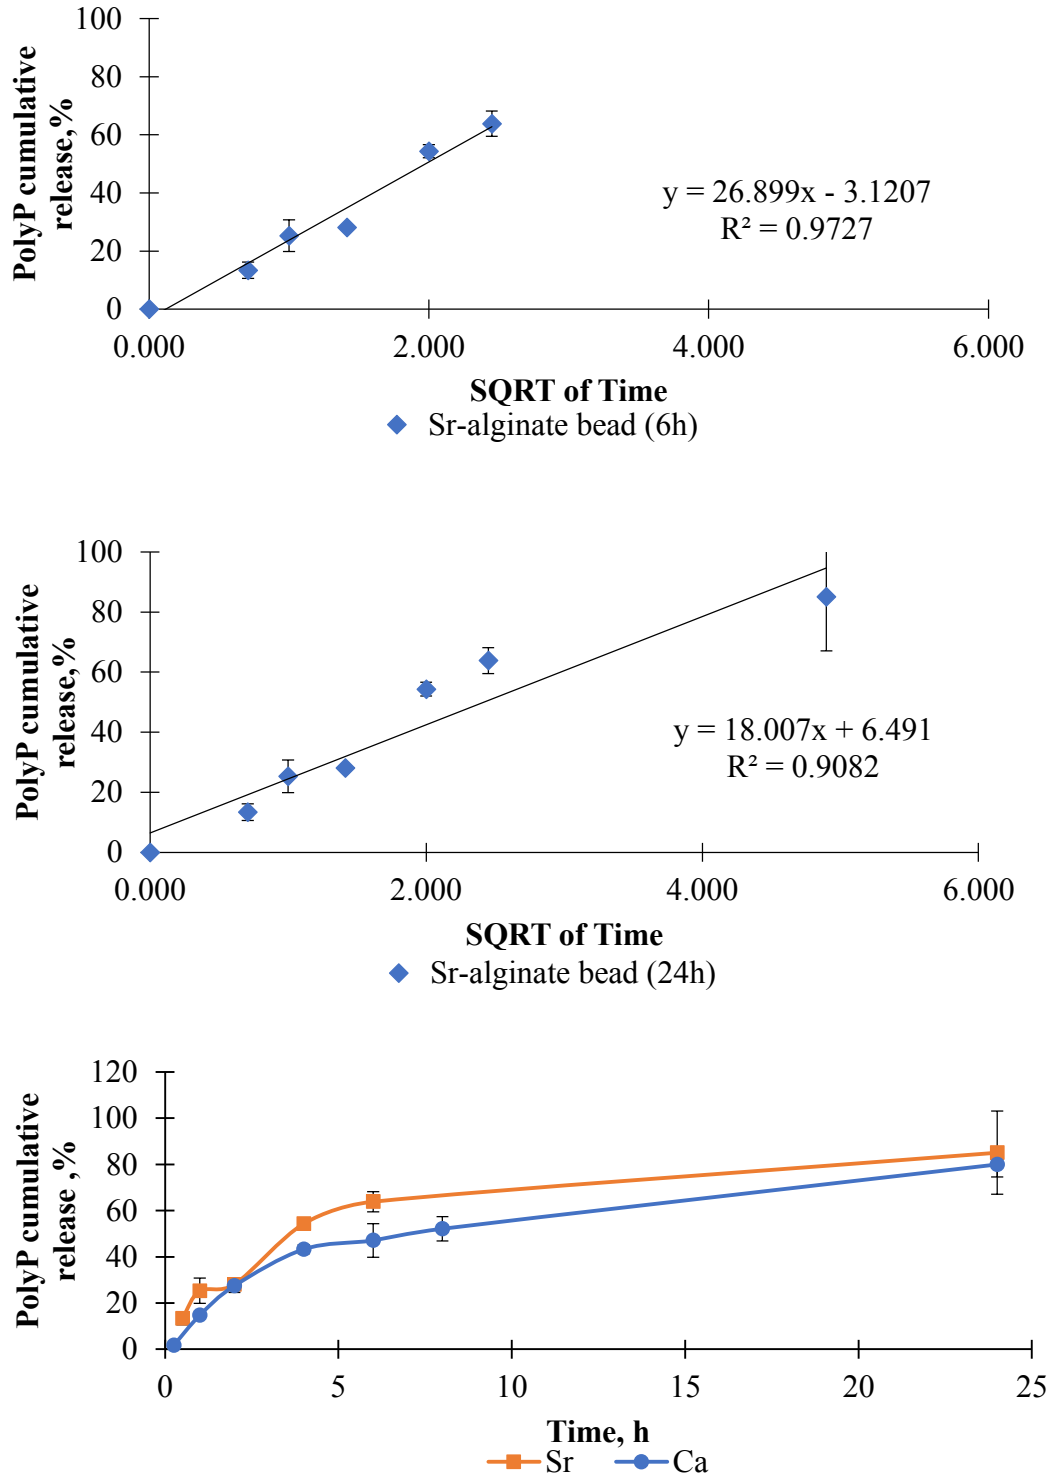 100
80
60
40
20
0
PolyP cumulative
release,%
y = 26.899x - 3.1207
R² = 0.9727
0.000 2.000 4.000 6.000
SQRT of Time
Sr-alginate bead (6h)
100
80
60
40
20
0
PolyP cumulative
release,%
y = 18.007x + 6.491
R² = 0.9082
0.000 2.000 4.000 6.000
SQRT of Time
Sr-alginate bead (24h)
120
100
80
60
40
20
0
PolyP cumulative
release ,%
0 5 10 15 20 25
Time, h
Sr Ca